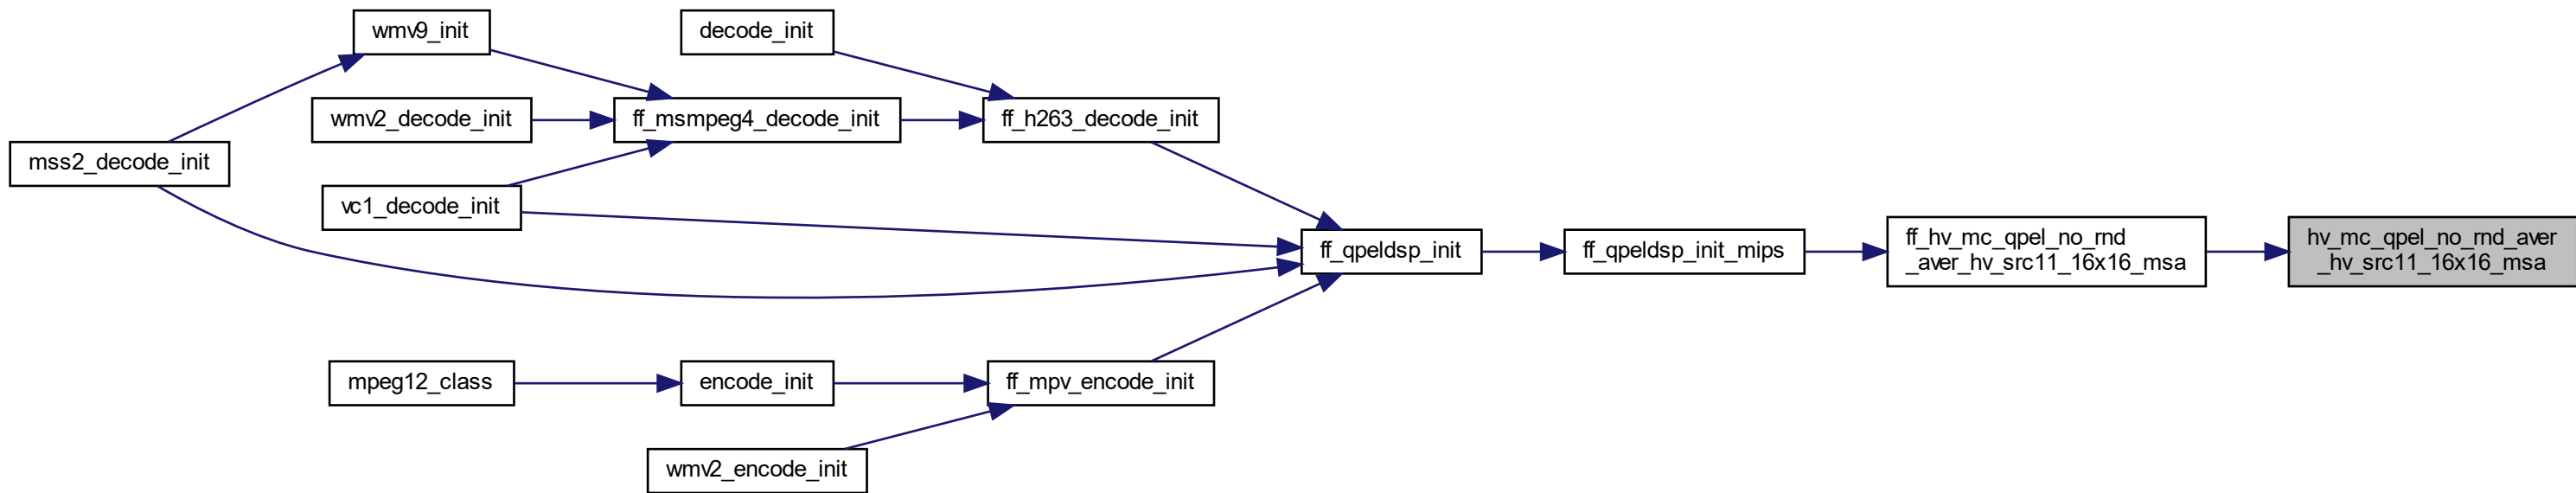 wmv9_init
decode_init
wmv2_decode_init
ff_msmpeg4_decode_init
ff_h263_decode_init
mss2_decode_init
vc1_decode_init
ff_qpeldsp_init
ff_qpeldsp_init_mips
ff_hv_mc_qpel_no_rnd
_aver_hv_src11_16x16_msa
hv_mc_qpel_no_rnd_aver
_hv_src11_16x16_msa
mpeg12_class
encode_init
ff_mpv_encode_init
wmv2_encode_init